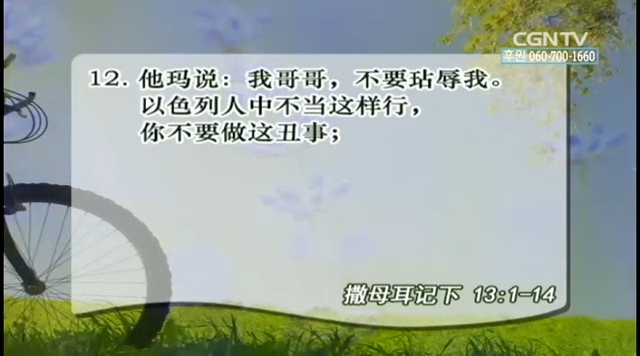 CGNTV
후원 060-700-1660
12. 他玛说：我哥哥，不要玷辱我。
以色列人中不当这样行，
你不要做这丑事；
撒母耳记下 13:1-14